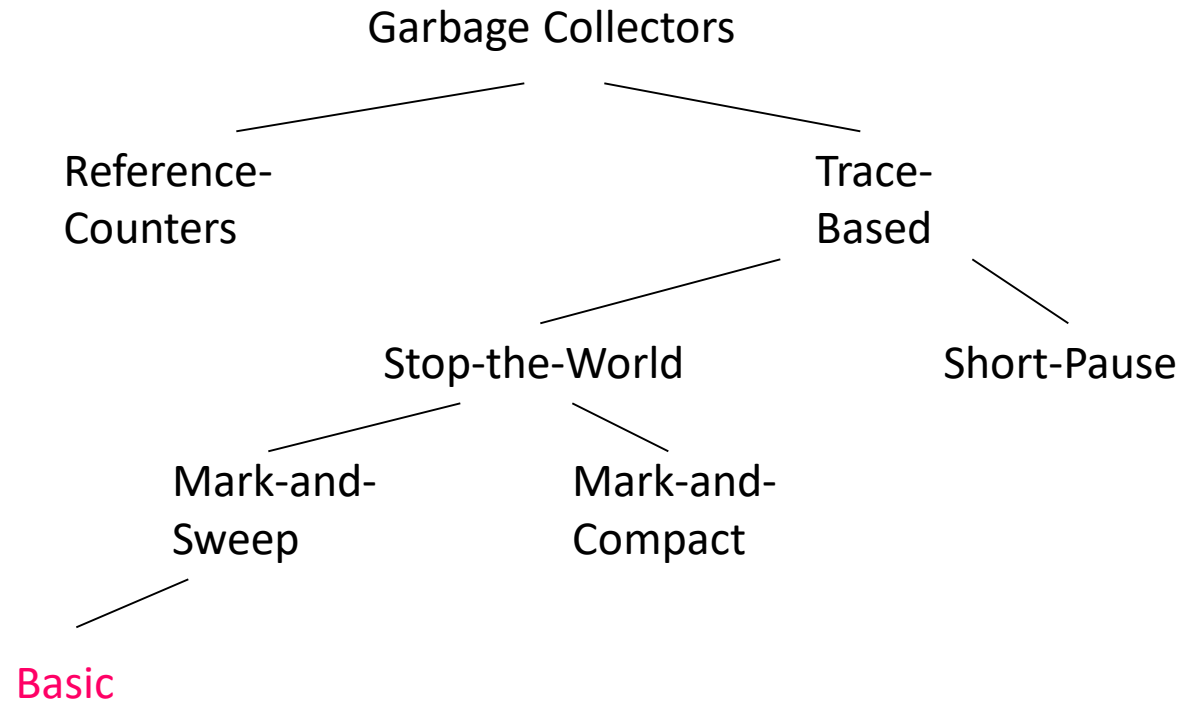 Garbage Collectors
Reference-
Counters
Trace-
Based
Stop-the-World
Short-Pause
Mark-and-
Sweep
Mark-and-
Compact
Basic